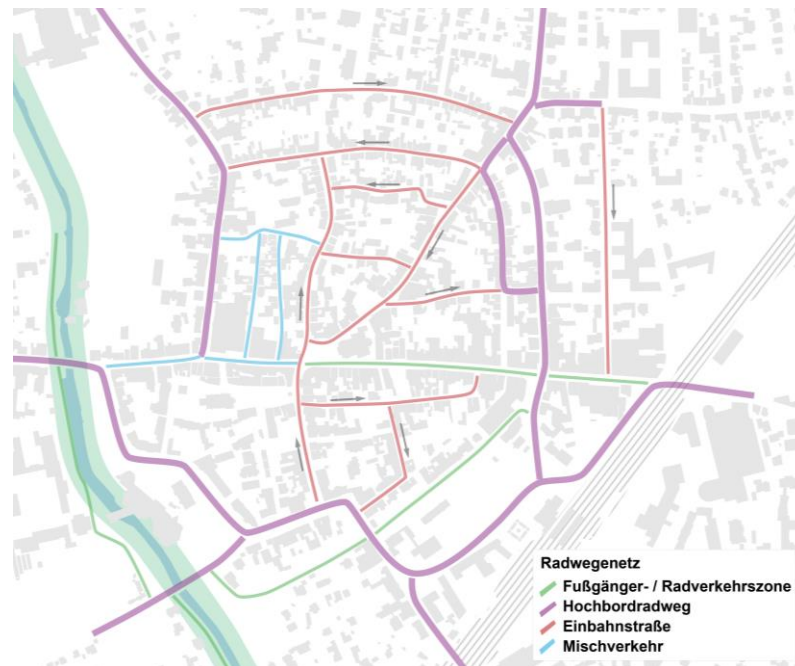 Radwegenetz
Fußgänger- / Radverkehrszone
Hochbordradweg
Einbahnstraße
Mischverkehr